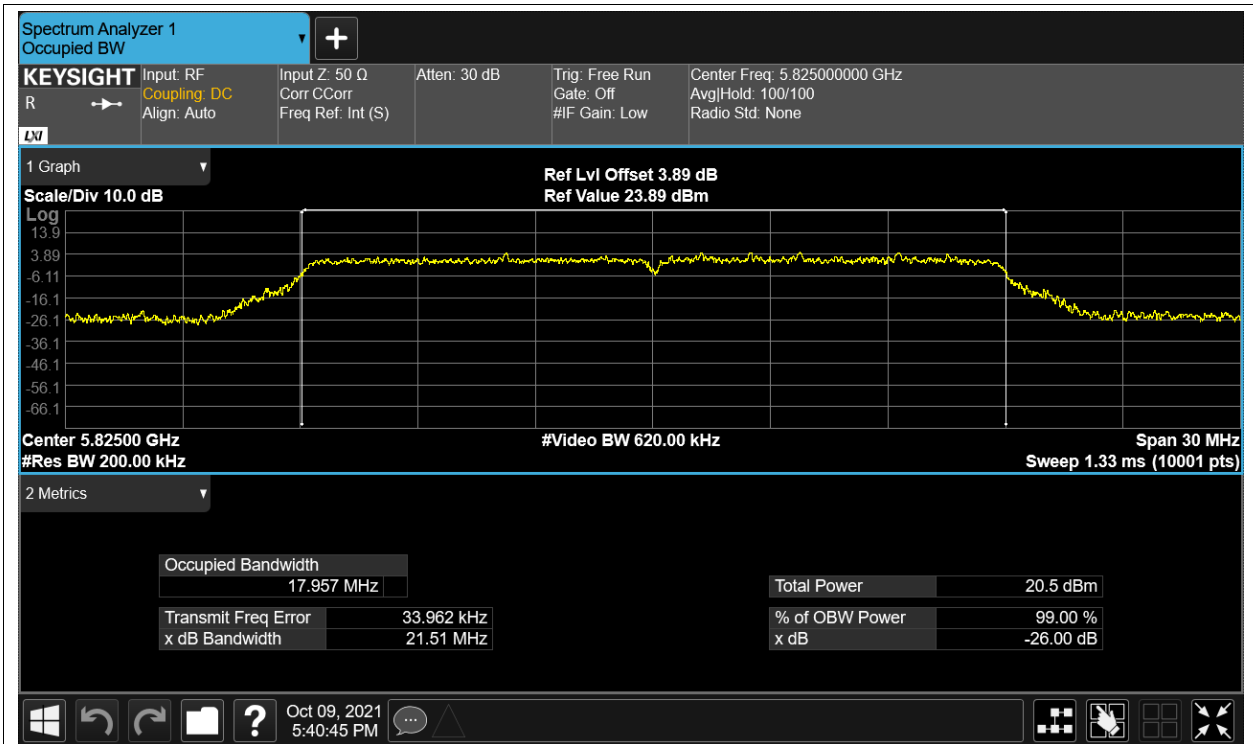 Spectrum Analyzer 1
Occupied BW
KEYSIGHT
R
LXI
Input: RF
Coupling: DC
Align: Auto
Input Z: 50 Ω
Corr CCorr
Freq Ref: Int (S)
Atten: 30 dB
Trig: Free Run
Gate: Off
#IF Gain: Low
Center Freq: 5.825000000 GHz
Avg|Hold: 100/100
Radio Std: None
1 Graph
Scale/Div 10.0 dB
Ref Lvl Offset 3.89 dB
Ref Value 23.89 dBm
Log
13.9
3.89
-6.11
-16.1
-26.1
-36.1
-46.1
-56.1
-66.1
Center 5.82500 GHz
#Video BW 620.00 kHz
Span 30 MHz
#Res BW 200.00 kHz
Sweep 1.33 ms (10001 pts)
2 Metrics
Occupied Bandwidth
17.957 MHz
Transmit Freq Error 33.962 kHz
x dB Bandwidth 21.51 MHz
Total Power 20.5 dBm
% of OBW Power 99.00 %
x dB -26.00 dB
?
Oct 09, 2021
5:40:45 PM